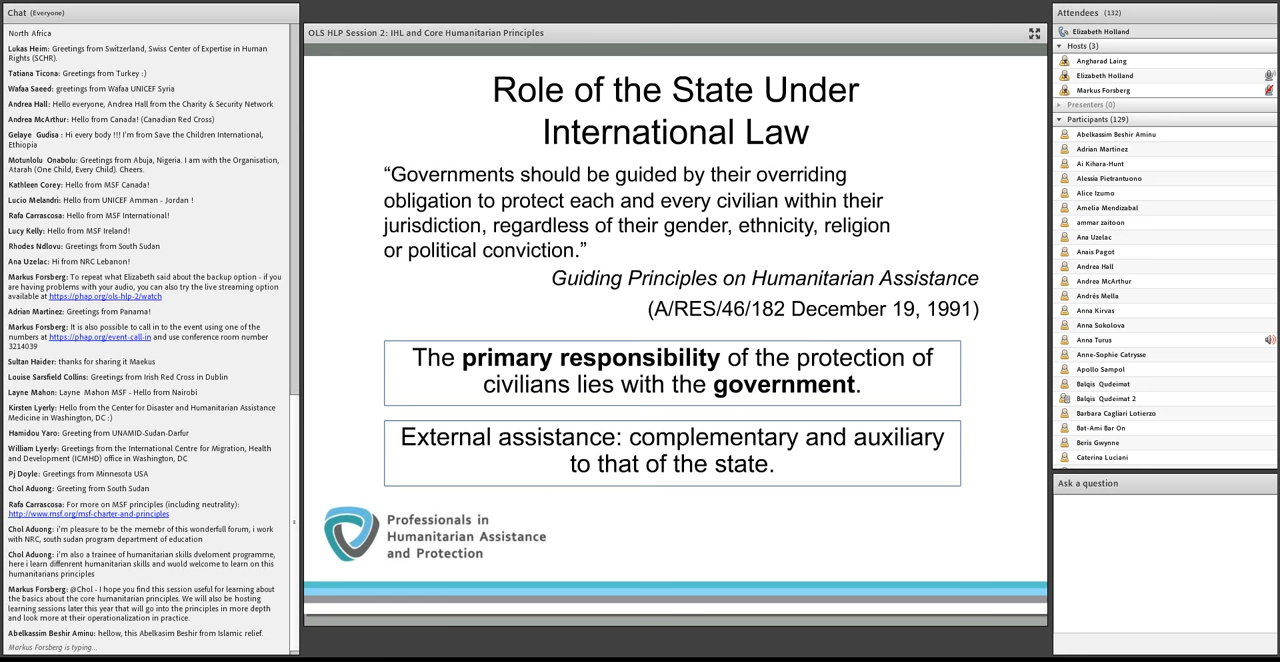 Chat (Everyone)
North Africa
Lukas Heim: Greetings from Switzerland, Swiss Center of Expertise in Human
Rights (SCHR).
Tatiana Ticona: Greetings from Turkey :)
Wafaa Saeed: greetings from Wafaa UNICEF Syria
Andrea Hall: Hello everyone, Andrea Hall from the Charity & Security Network
Andrea McArthur: Hello from Canada! (Canadian Red Cross)
Gelaye Gudisa : Hi every body !!! I'm from Save the Children International,
Ethiopia
Motunlolu Onabolu: Greetings from Abuja, Nigeria. I am with the Organisation,
Atarah (One Child, Every Child). Cheers.
Kathleen Corey: Hello from MSF Canada!
Lucio Melandri: Hello from UNICEF Amman - Jordan !
Rafa Carrascosa: Hello from MSF International!
Lucy Kelly: Hello from MSF Ireland!
Rhodes Ndlovu: Greetings from South Sudan
Ana Uzelac: Hi from NRC Lebanon!
Markus Forsberg: To repeat what Elizabeth said about the backup option - if you
are having problems with your audio, you can also try the live streaming option
available at https://phap.org/ols-hlp-2/watch
Adrian Martinez: Greetings from Panama!
Markus Forsberg: It is also possible to call in to the event using one of the
numbers at https://phap.org/event-call-in and use conference room number
3214039
Sultan Haider: thanks for sharing it Maekus
Louise Sarsfield Collins: Greetings from Irish Red Cross in Dublin
Layne Mahon: Layne Mahon MSF - Hello from Nairobi
Kirsten Lyerly: Hello from the Center for Disaster and Humanitarian Assistance
Medicine in Washington, DC :)
Hamidou Yaro: Greeting from UNAMID-Sudan-Darfur
William Lyerly: Greetings from the International Centre for Migration, Health
and Development (ICMHD) office in Washington, DC
Pj Doyle: Greetings from Minnesota USA
Chol Aduong: Greeting from South Sudan
Rafa Carrascosa: For more on MSF principles (including neutrality):
http://www.msf.org/msf-charter-and-principles
Chol Aduong: i'm pleasure to be the memebr of this wonderfull forum, i work
with NRC, south sudan program department of education
Chol Aduong: i'm also a trainee of humanitarian skills dveloment programme,
here i learn diffenrent humanitarian skills and would welcome to learn on this
humanitarians principles
Markus Forsberg: @Chol - I hope you find this session useful for learning about
the basics about the core humanitarian principles. We will also be hosting
learning sessions later this year that will go into the principles in more depth
and look more at their operationalization in practice.
Abelkassim Beshir Aminu: hellow, this Abelkasim Beshir from Islamic relief.
Markus Forsberg is typing...
OLS HLP Session 2: IHL and Core Humanitarian Principles
Role of the State Under
International Law
“Governments should be guided by their overriding
obligation to protect each and every civilian within their
jurisdiction, regardless of their gender, ethnicity, religion
or political conviction.”
Guiding Principles on Humanitarian Assistance
(A/RES/46/182 December 19, 1991)
The primary responsibility of the protection of
civilians lies with the government.
External assistance: complementary and auxiliary
to that of the state.
Professionals in
Humanitarian Assistance
and Protection
Attendees (132)
Elizabeth Holland
Hosts (3)
Angharad Laing
Elizabeth Holland
Markus Forsberg
Presenters (0)
Participants (129)
Abelkassim Beshir Aminu
Adrian Martinez
Ai Kihara-Hunt
Alessia Pietrantuono
Alice Izumo
Amelia Mendizabal
ammar zaitoon
Ana Uzelac
Anais Pagot
Andrea Hall
Andrea McArthur
Andrés Mella
Anna Kirvas
Anna Sokolova
Anna Turus
Anne-Sophie Catrysse
Apollo Sampol
Balqis Qudeimat
Balqis Qudeimat 2
Barbara Cagliari Lotierzo
Bat-Ami Bar On
Beris Gwynne
Caterina Luciani
Ask a question